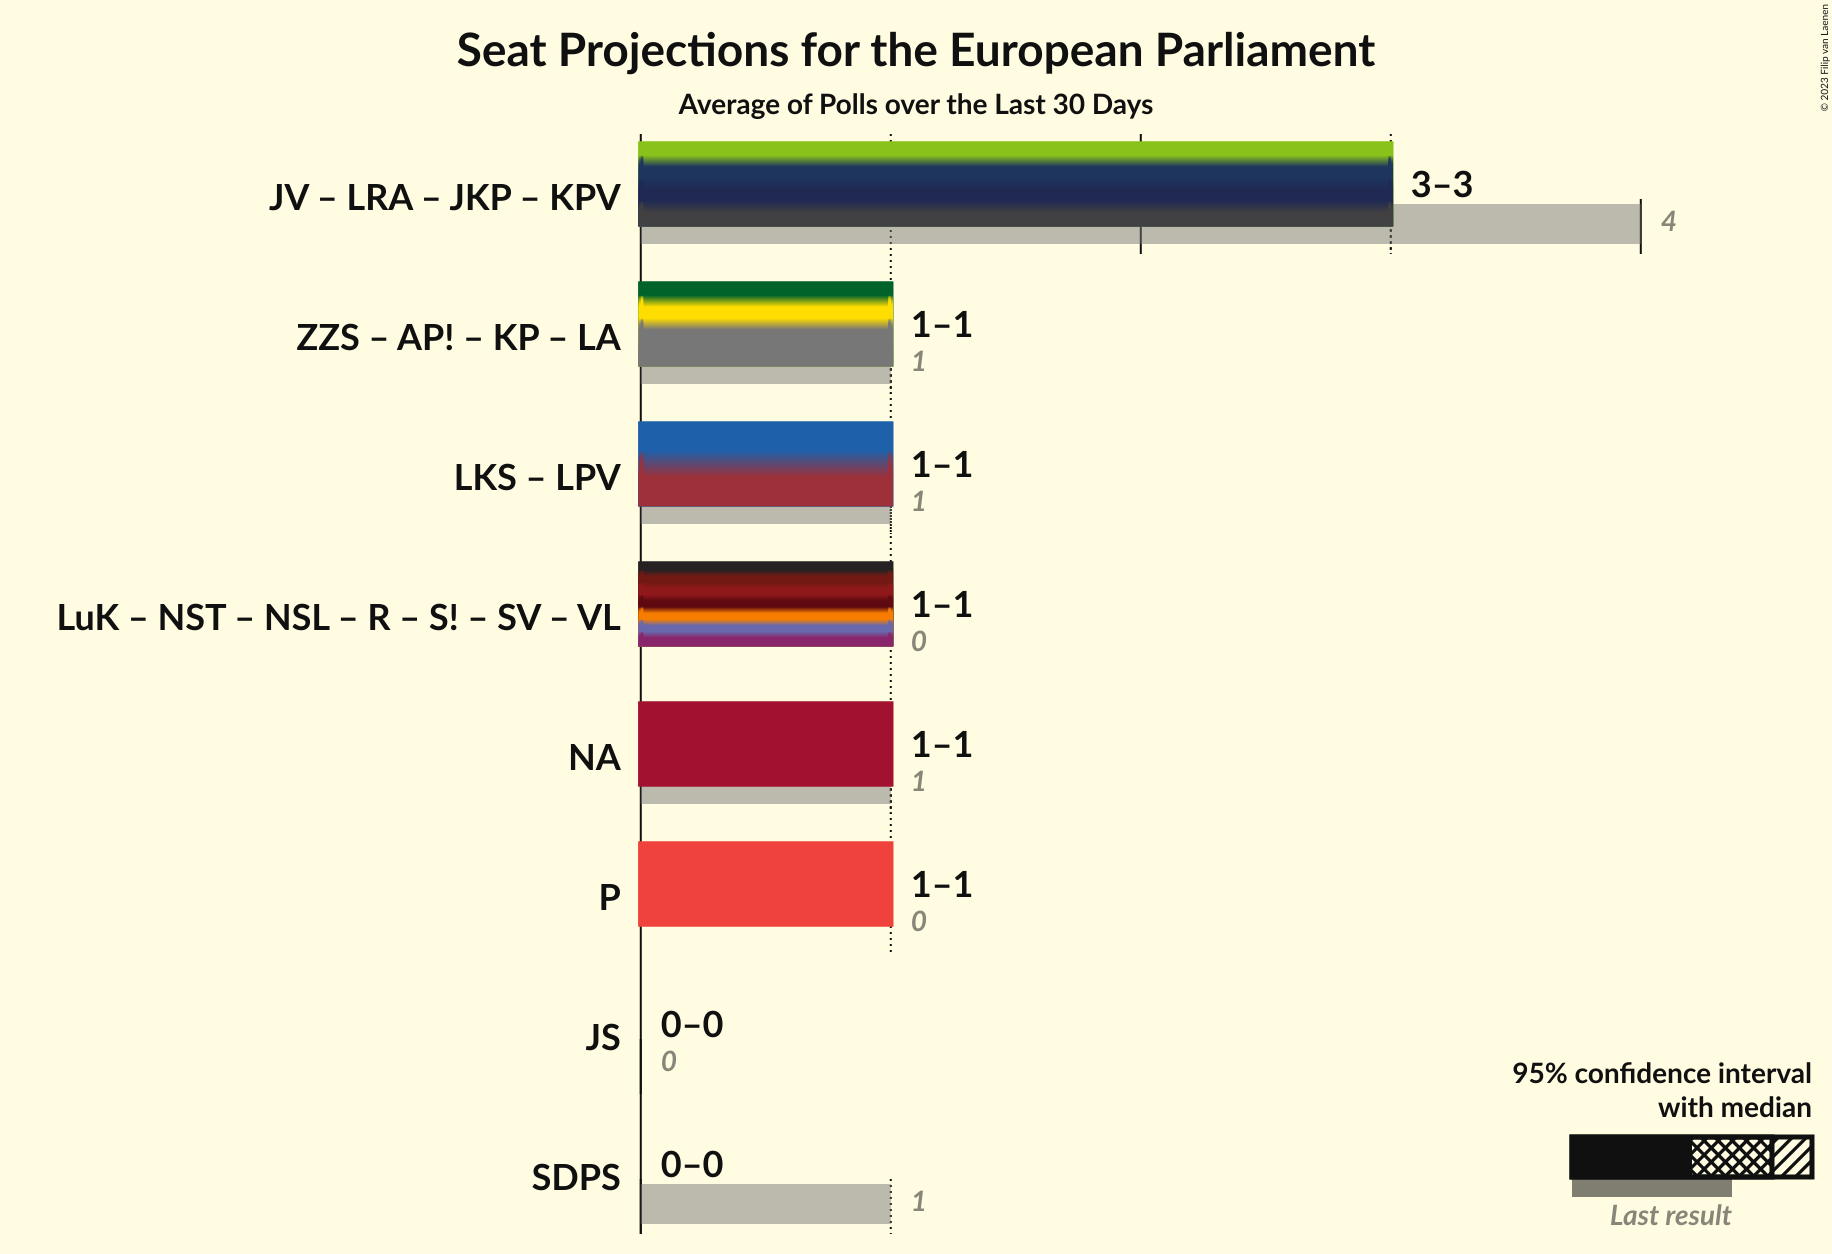 Seat Projections for the European Parliament
Average of Polls over the Last 30 Days
© 2023 Filip van Laenen
JV – LRA – JKP – KPV
3–3
4
ZZS – AP! – KP – LA
1–1
1
LKS – LPV
1–1
1
LuK – NST – NSL – R – S! – SV – VL
1–1
0
NA
1–1
1
P
1–1
0
JS
0–0
0
SDPS
0–0
1
95% confidence interval
with median
Last result